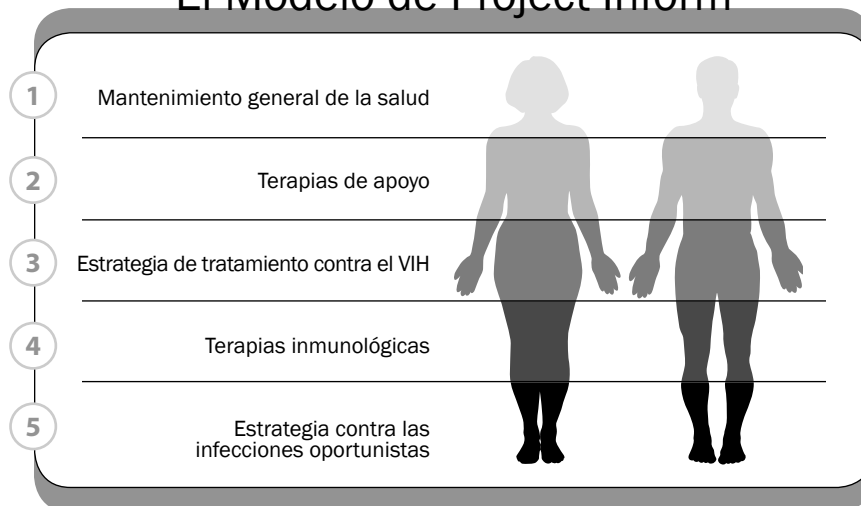 El Modelo de Project Inform
1 Mantenimiento general de la salud
2 Terapias de apoyo
3 Estrategia de tratamiento contra el VIH
4 Terapias inmunológicas
5 Estrategia contra las
infecciones oportunistas